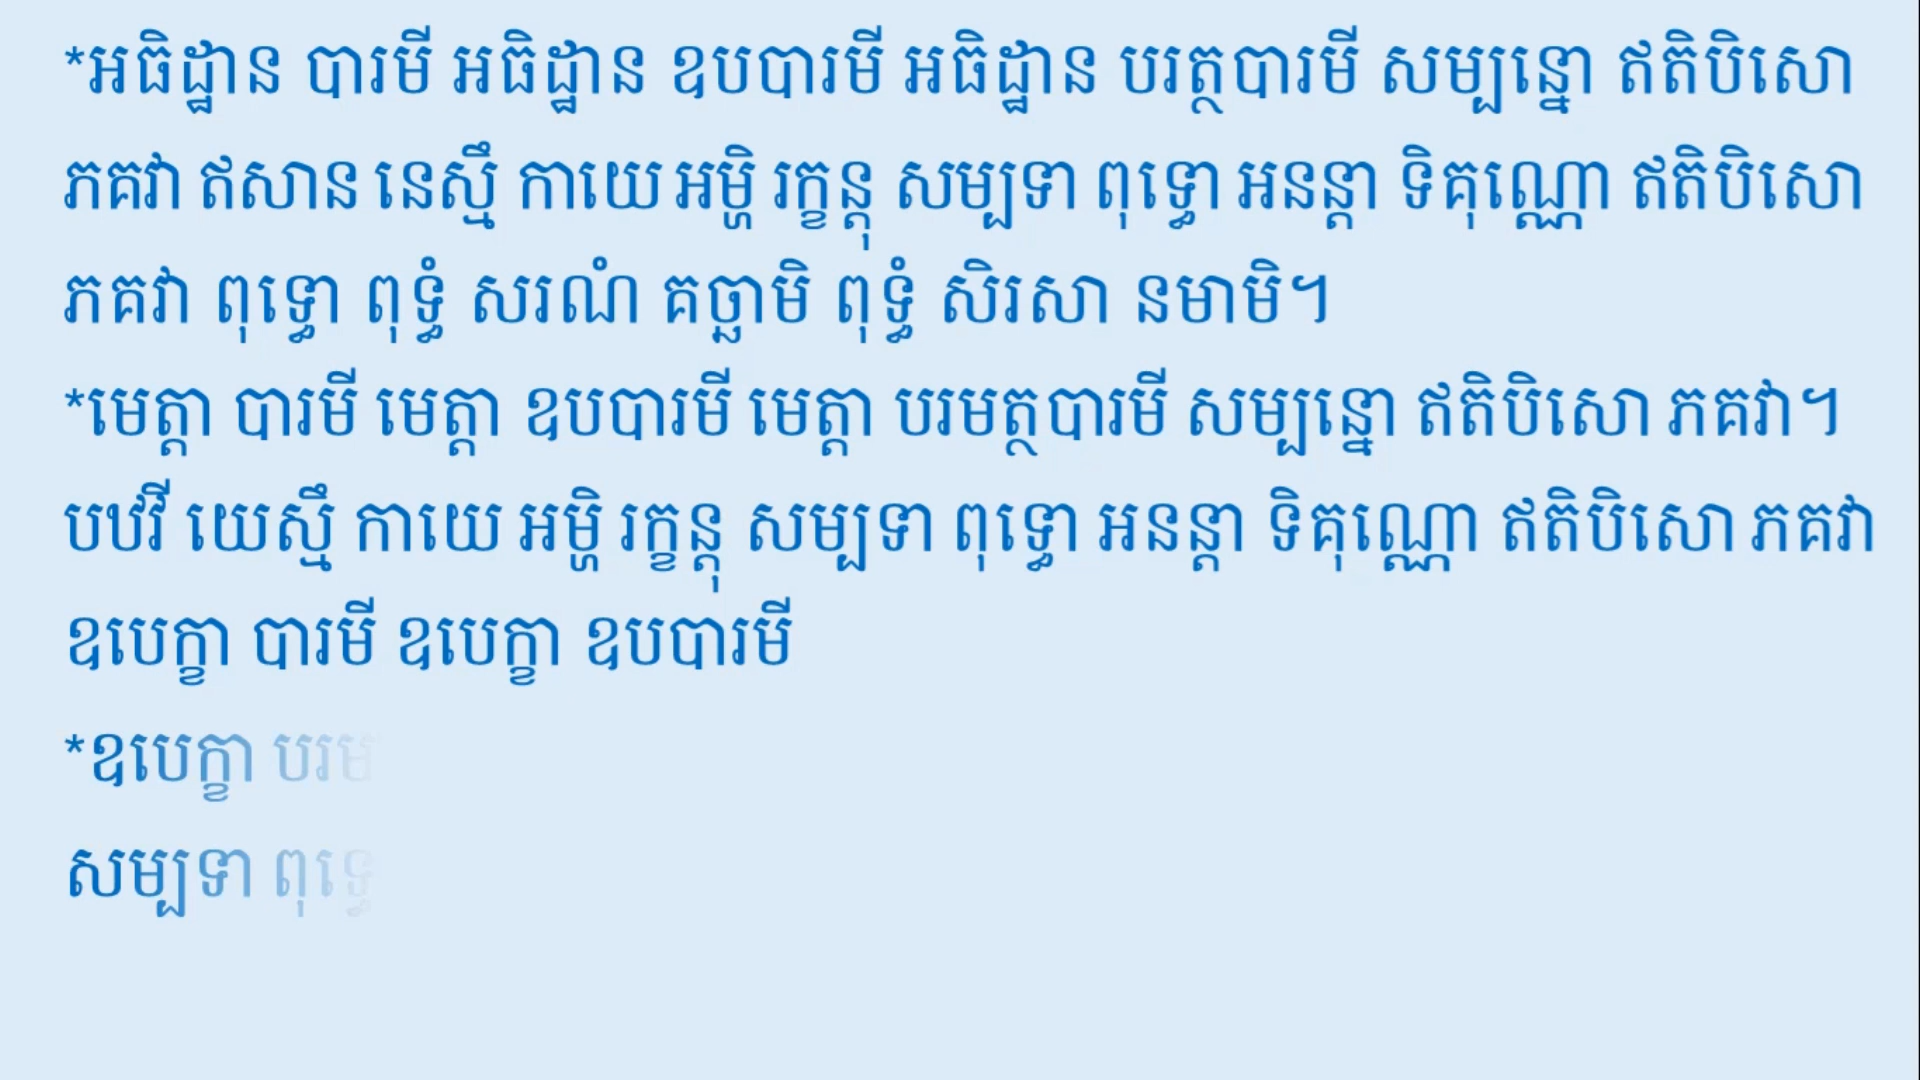 *អធិដ្ឋាន បារមី អធិដ្ឋាន ឧបបារមី អធិដ្ឋាន បរត្ថបារមី សម្បន្នោ ឥតិបិសោ
ភគវា ឥសាន នេស្មឹ កាយេ អម្ហិ រក្ខន្តុ សម្បទា ពុទ្ធោ អនន្តា ទិគុណ្ណោ ឥតិបិសោ
ភគវា ពុទ្ធោ ពុទ្ធំ សរណំ គច្ឆាមិ ពុទ្ធំ សិរសា នមាមិ។
*មេត្តា បារមី មេត្តា ឧបបារមី មេត្តា បរមត្ថបារមី សម្បន្នោ ឥតិបិសោ ភគវា។
បឋវី យេស្មឹ កាយេ អម្ហិ រក្ខន្តុ សម្បទា ពុទ្ធោ អនន្តា ទិគុណ្ណោ ឥតិបិសោ ភគវា
ឧបេក្ខា បារមី ឧបេក្ខា ឧបបារមី
*ឧបេក្ខា បរម
សម្បទា